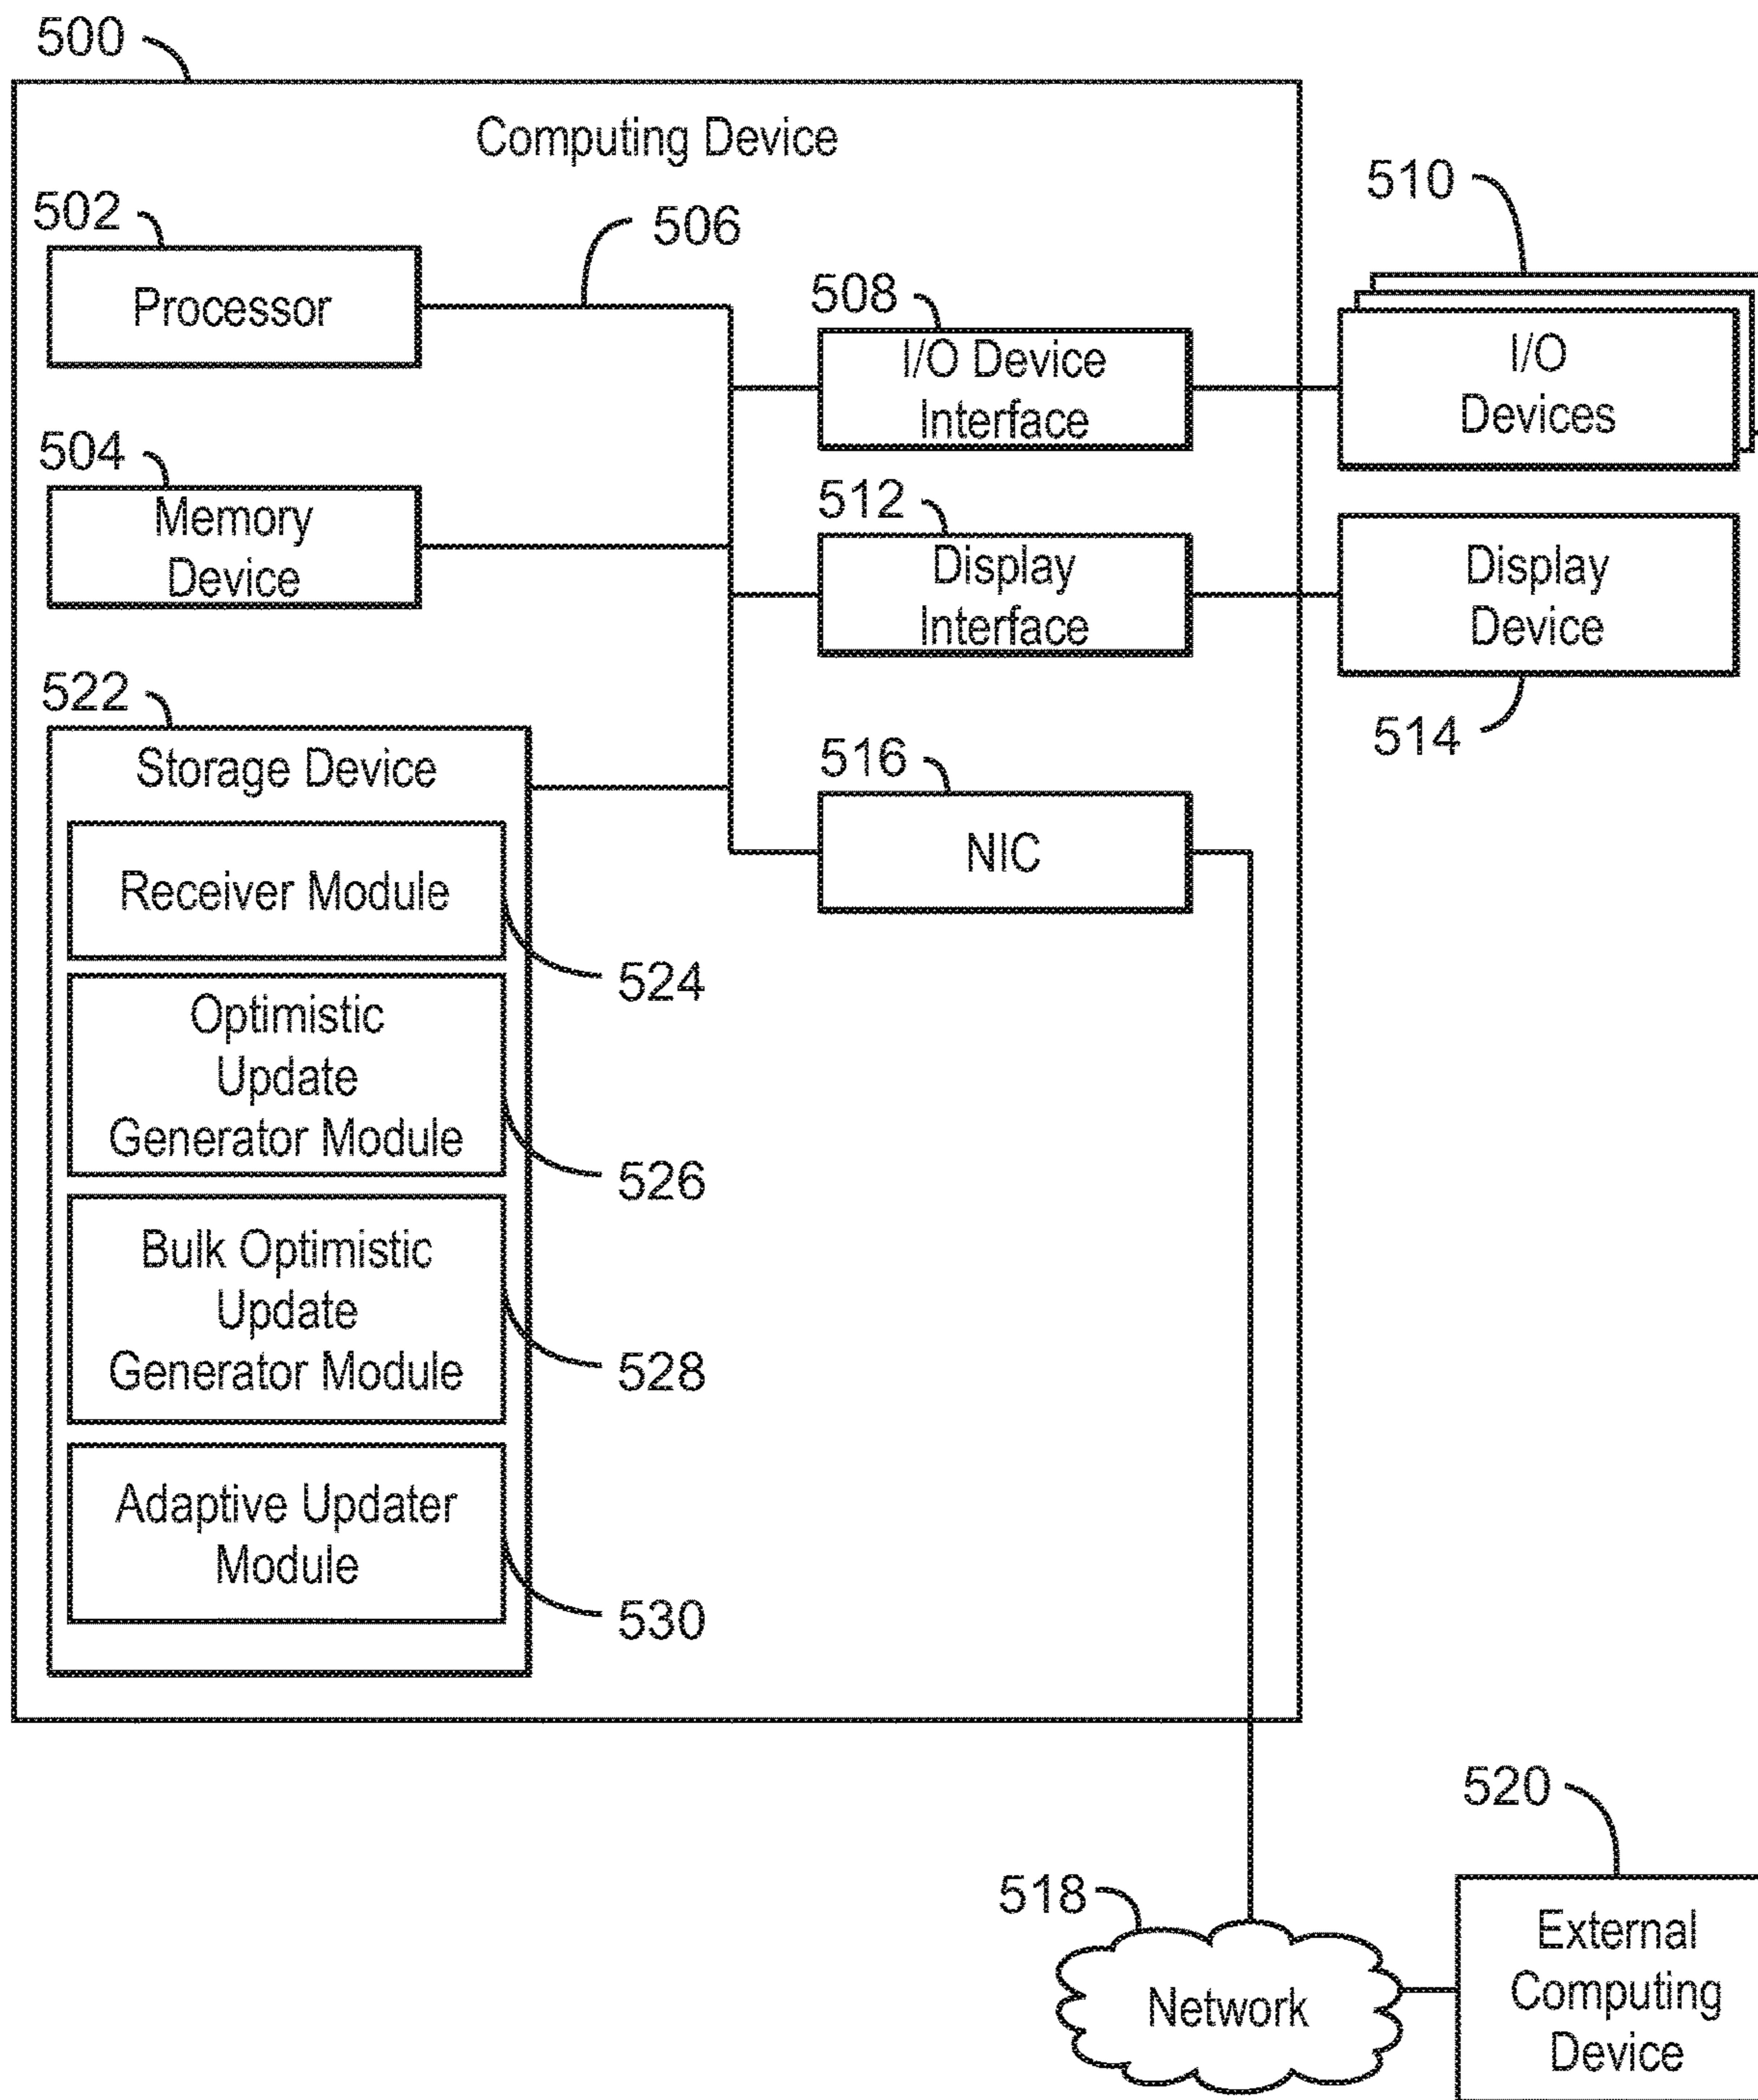 500
Computing Device
502
506
510
Processor
508
I/O Device
Interface
I/O
Devices
504
Memory
Device
512
Display
Interface
Display
Device
514
522
Storage Device
516
NIC
Receiver Module
524
Optimistic
Update
Generator Module
526
Bulk Optimistic
Update
Generator Module
528
Adaptive Updater
Module
530
520
518
Network
External
Computing
Device